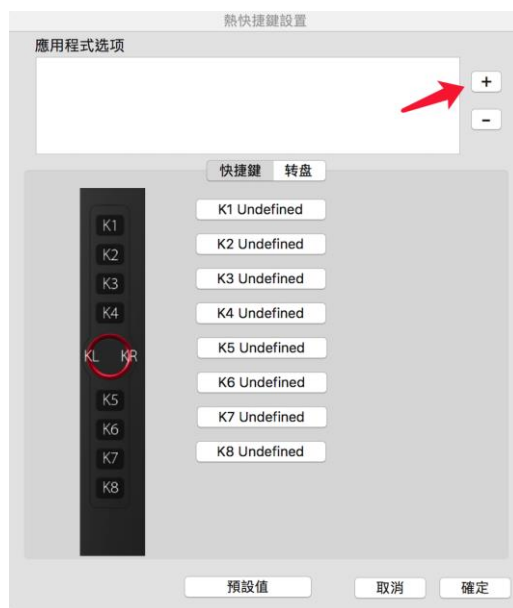 熱快捷鍵設置
應用程式选项
+
-
快捷鍵 转盘
K1 Undefined
K2 Undefined
K3 Undefined
K4 Undefined
K5 Undefined
K6 Undefined
K7 Undefined
K8 Undefined
K1
K2
K3
K4
KL KR
K5
K6
K7
K8
預設值 取消 確定